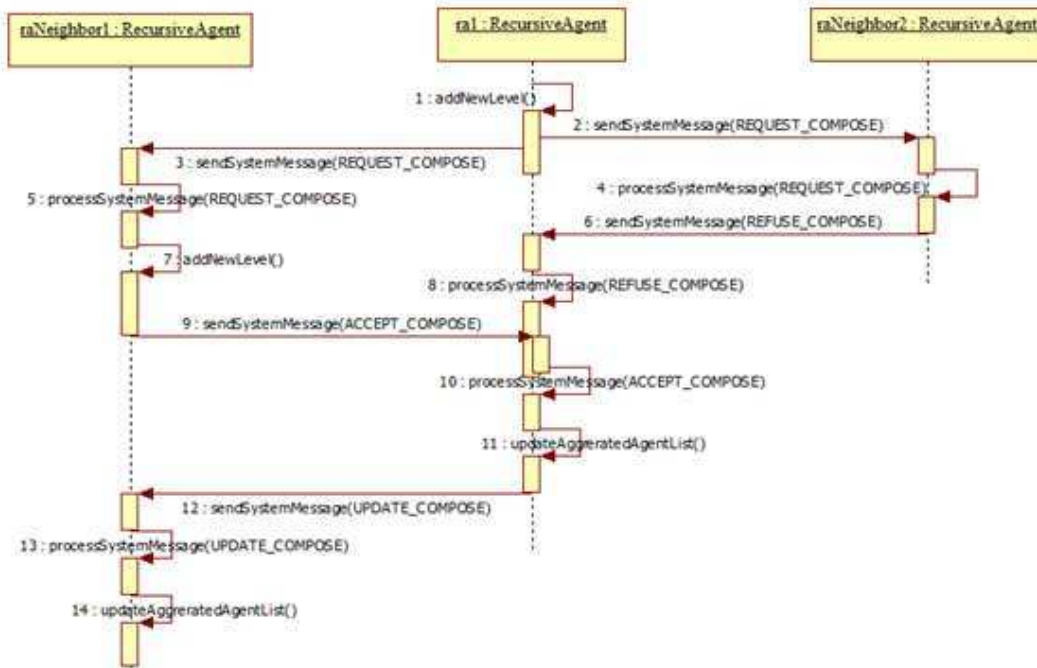 raNeighbor1 : RecursiveAgent
ra1 : RecursiveAgent
raNeighbor2 : RecursiveAgent
1 : addNewLevel()
2 : sendSystemMessage(REQUEST_COMPOSE)
3 : sendSystemMessage(REQUEST_COMPOSE)
4 : processSystemMessage(REQUEST_COMPOSE)
5 : processSystemMessage(REQUEST_COMPOSE)
6 : sendSystemMessage(REFUSE_COMPOSE)
7 : addNewLevel()
8 : processSystemMessage(REFUSE_COMPOSE)
9 : sendSystemMessage(ACCEPT_COMPOSE)
10 : processSystemMessage(ACCEPT_COMPOSE)
11 : updateAggreratedAgentList()
12 : sendSystemMessage(UPDATE_COMPOSE)
13 : processSystemMessage(UPDATE_COMPOSE)
14 : updateAggreratedAgentList()